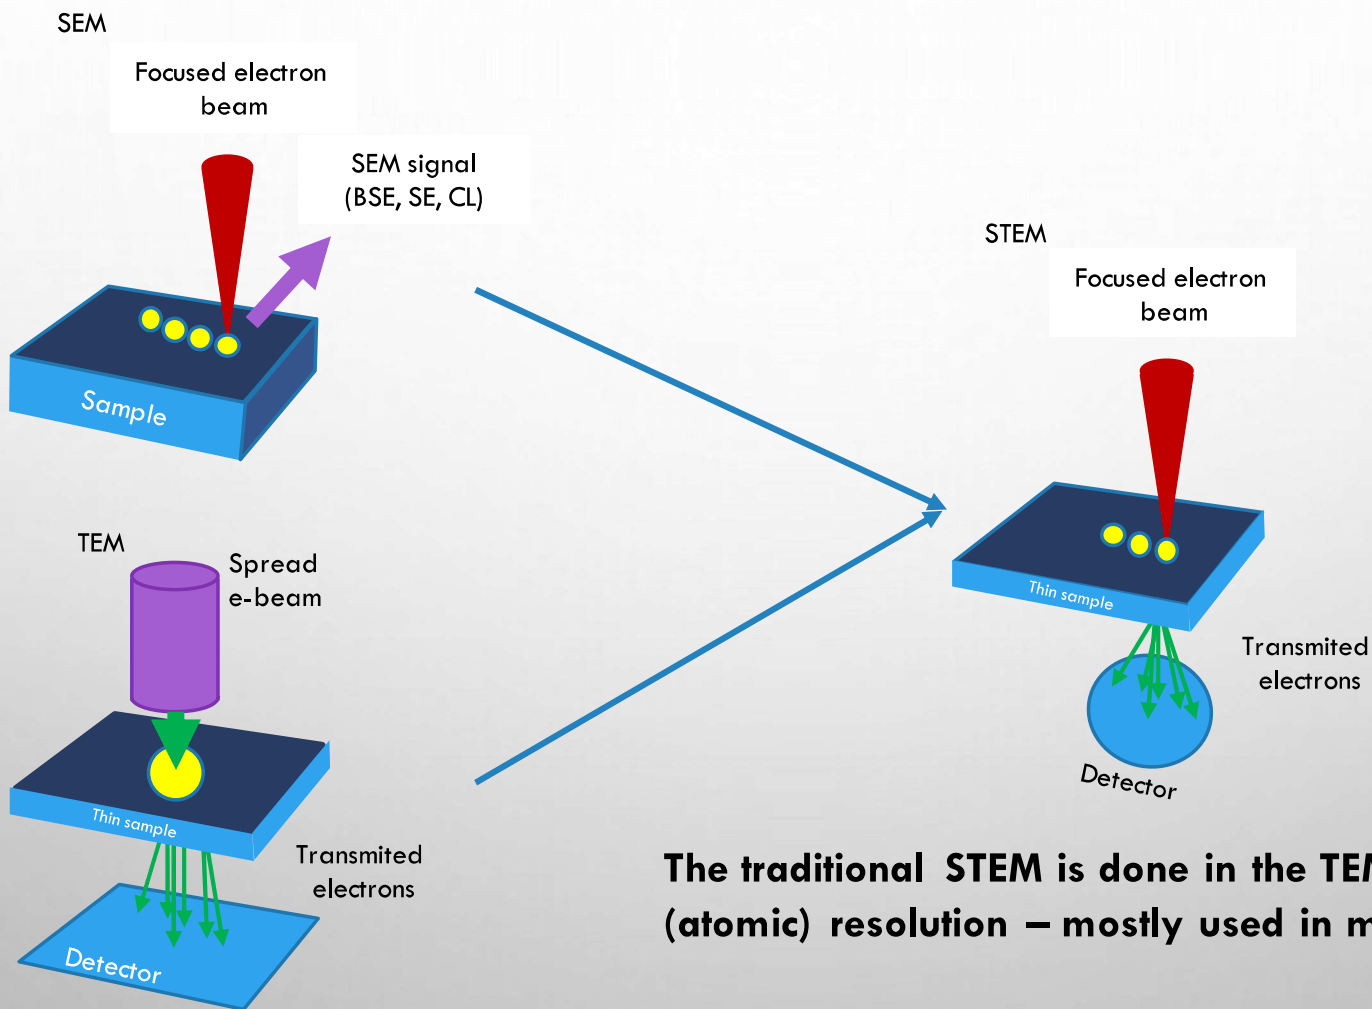 SEM
Focused electron
beam
SEM signal
(BSE, SE, CL)
Sample
TEM
Spread
e-beam
Thin sample
Transmited
electrons
Detector
STEM
Focused electron
beam
Thin sample
Transmited
electrons
Detector
The traditional STEM is done in the TEM
(atomic) resolution – mostly used in